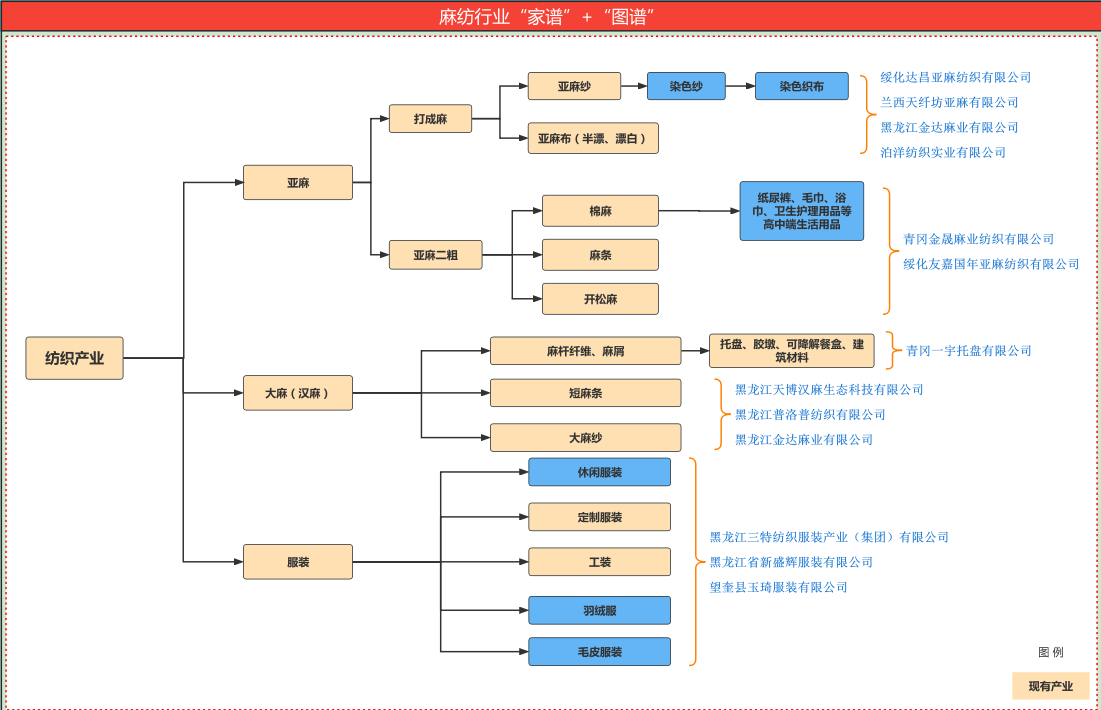 麻纺行业“家谱”+“图谱”
亚麻纱
染色纱
染色织布
绥化达昌亚麻纺织有限公司
兰西天纤坊亚麻有限公司
打成麻
黑龙江金达麻业有限公司
亚麻布（半漂、漂白）
泊洋纺织实业有限公司
亚麻
棉麻
纸尿裤、毛巾、浴
巾、卫生护理用品等
高中端生活用品
亚麻二粗
麻条
青冈金晟麻业纺织有限公司
绥化友嘉国年亚麻纺织有限公司
开松麻
纺织产业
麻杆纤维、麻屑
托盘、胶墩、可降解餐盒、建
筑材料
青冈一宇托盘有限公司
大麻（汉麻）
短麻条
黑龙江天博汉麻生态科技有限公司
黑龙江普洛普纺织有限公司
大麻纱
黑龙江金达麻业有限公司
休闲服装
定制服装
服装
工装
黑龙江三特纺织服装产业（集团）有限公司
黑龙江省新盛辉服装有限公司
望奎县玉琦服装有限公司
羽绒服
毛皮服装
图例
现有产业